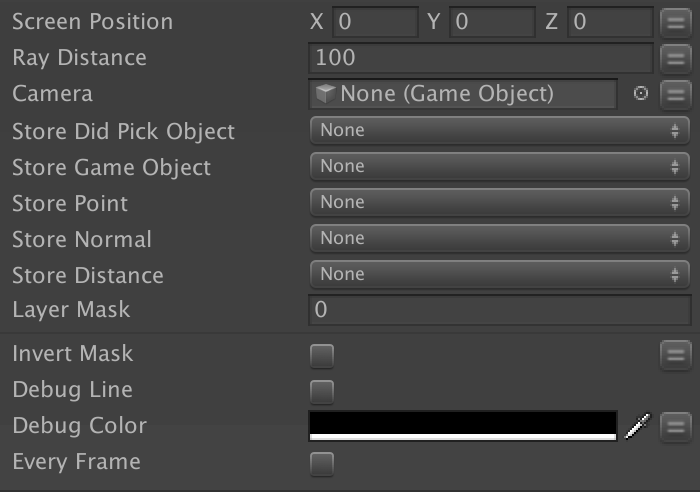 Screen Position X 0 Y 0 Z 0
Ray Distance 100
Camera None (Game Object)
Store Did Pick Object None
Store Game Object None
Store Point None
Store Normal None
Store Distance None
Layer Mask 0
Invert Mask
Debug Line
Debug Color
Every Frame